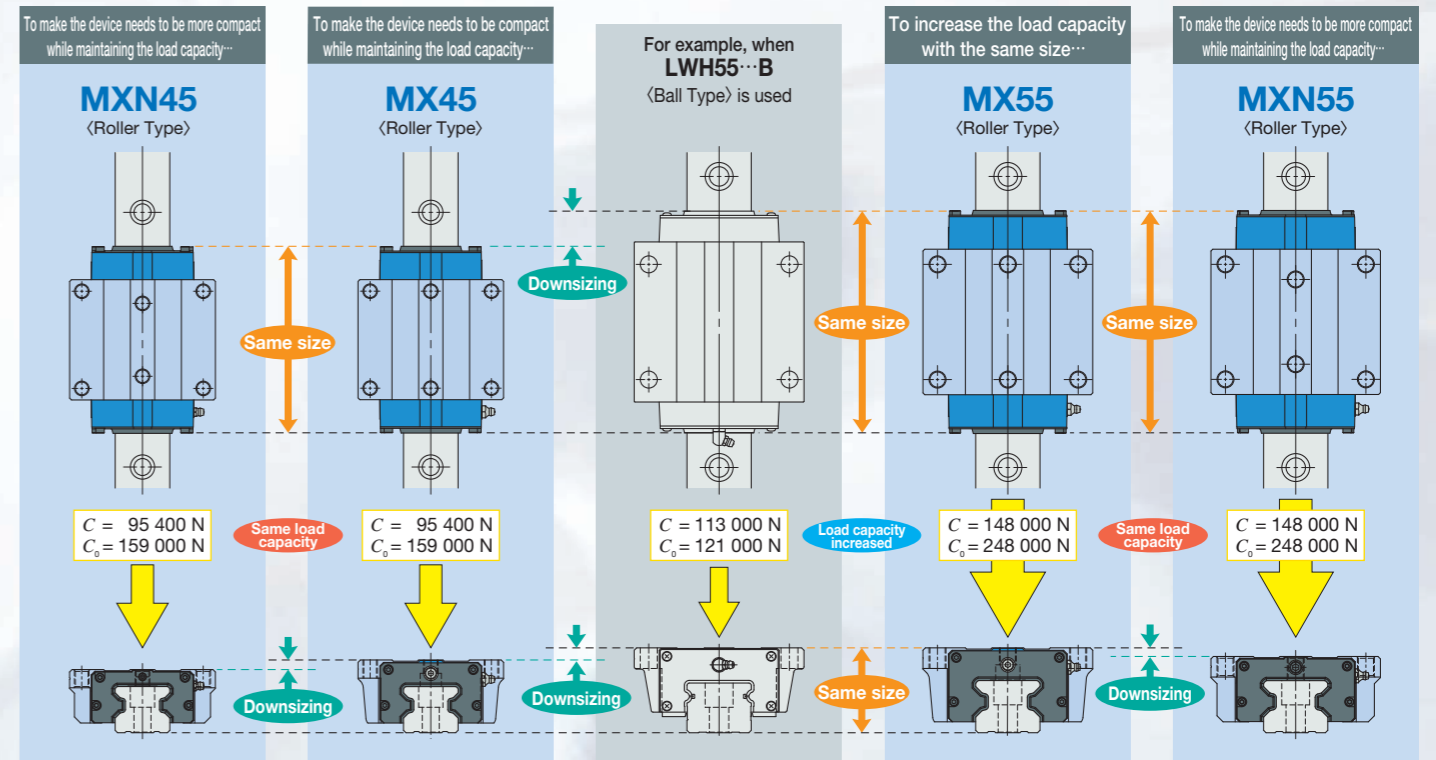 To make the device needs to be more compact
while maintaining the load capacity…
MXN45
〈Roller Type〉
To make the device needs to be compact
while maintaining the load capacity…
MX45
〈Roller Type〉
For example, when
LWH55…B
〈Ball Type〉 is used
To increase the load capacity
with the same size…
MX55
〈Roller Type〉
To make the device needs to be more compact
while maintaining the load capacity…
MXN55
〈Roller Type〉
Same size
Downsizing
Same size
Same size
C = 95 400 N
C₀ = 159 000 N
Same load
capacity
C = 95 400 N
C₀ = 159 000 N
C = 113 000 N
C₀ = 121 000 N
Load capacity
increased
C = 148 000 N
C₀ = 248 000 N
Same load
capacity
C = 148 000 N
C₀ = 248 000 N
Downsizing
Downsizing
Same size
Downsizing